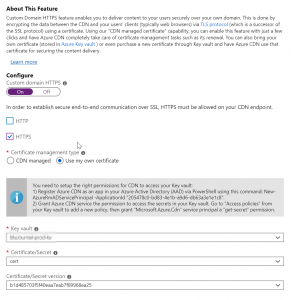 About This Feature
Custom Domain HTTPS feature enables you to deliver content to your users securely over your own domain. This is done by
encrypting the data between the CDN and your users' clients (typically web browsers) via TLS protocol (which is a successor of
the SSL protocol) using a certificate. Using our "CDN managed certificate" capability, you can enable this feature with just a few
clicks and have Azure CDN completely take care of certificate management tasks such as its renewal. You can also bring your
own certificate (stored in Azure Key vault) or even purchase a new certificate through Key vault and have Azure CDN use that
certificate for securing the content delivery.
Learn more
Configure
Custom domain HTTPS
On Off
In order to establish secure end-to-end communication over SSL, HTTPS must be allowed on your CDN endpoint.
HTTP
HTTPS
* Certificate management type
CDN managed Use my own certificate
You need to setup the right permissions for CDN to access your Key vault:
1) Register Azure CDN as an app in your Azure Active Directory (AAD) via PowerShell using this command: New-
AzureRmADServicePrincipal -ApplicationId
2) Grant Azure CDN service the permission to access the secrets in your Key vault. Go to "Access policies" from
your Key vault to add a new policy, then grant "Microsoft.Azure.Cdn" service principal a "get-secret" permission.
* Key vault
* Certificate/Secret
cert
Certificate/Secret version